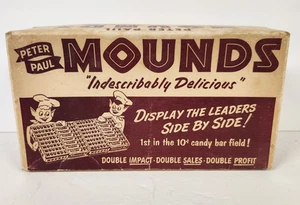 PETER PAUL MOUNDS
"Indescribably Delicious"
DISPLAY THE LEADERS
SIDE BY SIDE!
1st in the 10¢ candy bar field!
DOUBLE IMPACT · DOUBLE SALES · DOUBLE PROFIT